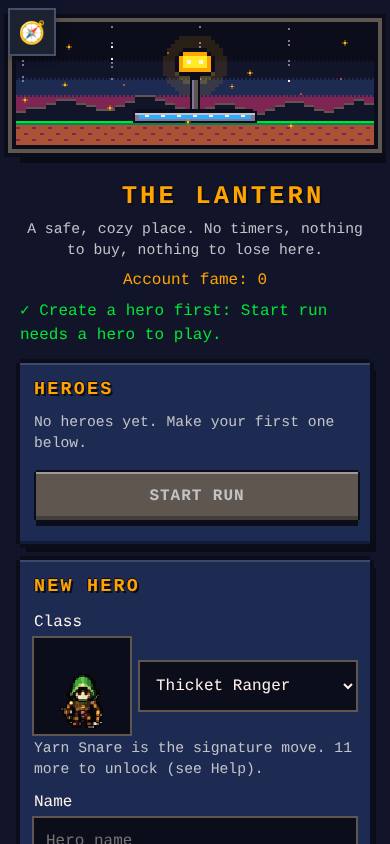 THE LANTERN
A safe, cozy place. No timers, nothing
to buy, nothing to lose here.
Account fame: 0
✓ Create a hero first: Start run
needs a hero to play.
HEROES
No heroes yet. Make your first one
below.
START RUN
NEW HERO
Class
Thicket Ranger
Yarn Snare is the signature move. 11
more to unlock (see Help).
Name
Hero name